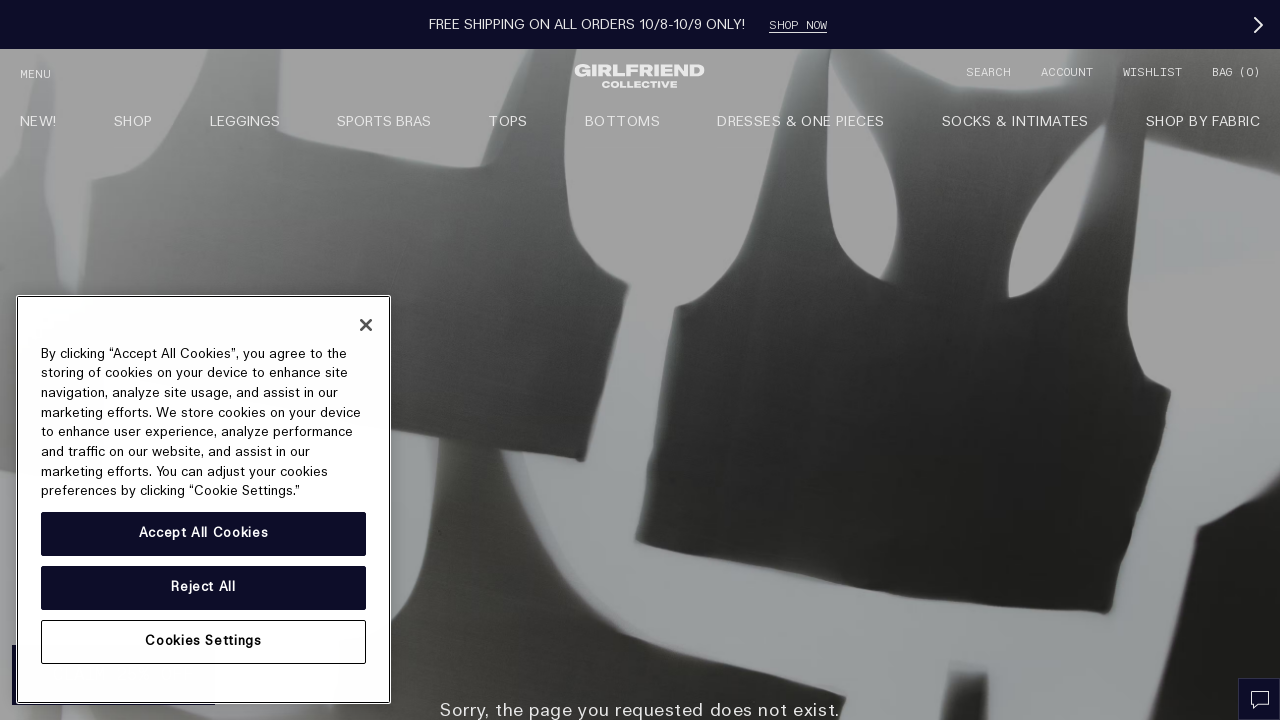 FREE SHIPPING ON ALL ORDERS 10/8-10/9 ONLY! SHOP NOW
MENU
GIRLFRIEND
COLLECTIVE
SEARCH ACCOUNT WISHLIST BAG (0)
NEW! SHOP LEGGINGS SPORTS BRAS TOPS BOTTOMS DRESSES & ONE PIECES SOCKS & INTIMATES SHOP BY FABRIC
By clicking “Accept All Cookies”, you agree to the
storing of cookies on your device to enhance site
navigation, analyze site usage, and assist in our
marketing efforts. We store cookies on your device
to enhance user experience, analyze performance
and traffic on our website, and assist in our
marketing efforts. You can adjust your cookies
preferences by clicking “Cookie Settings.”
Accept All Cookies
Reject All
Cookies Settings
Sorry, the page you requested does not exist.